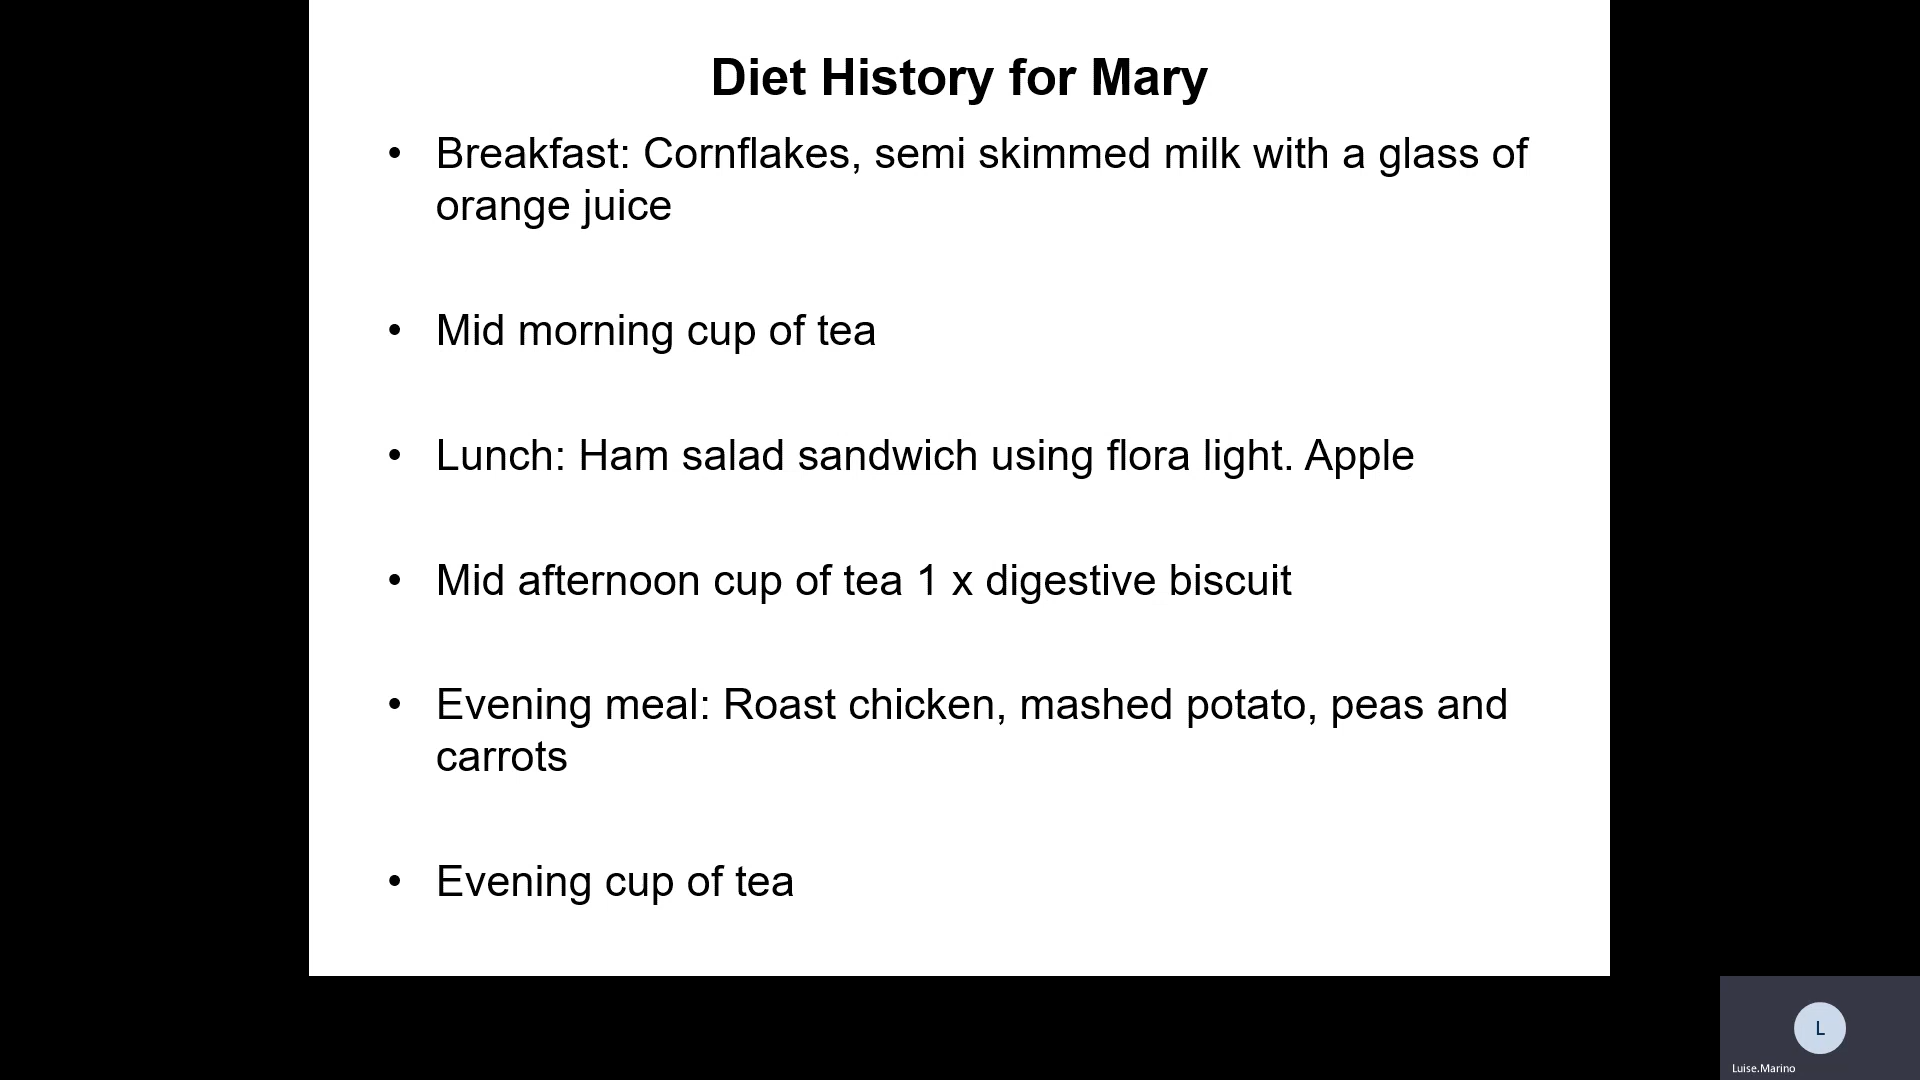 Diet History for Mary
• Breakfast: Cornflakes, semi skimmed milk with a glass of
orange juice
• Mid morning cup of tea
• Lunch: Ham salad sandwich using flora light. Apple
• Mid afternoon cup of tea 1 x digestive biscuit
• Evening meal: Roast chicken, mashed potato, peas and
carrots
• Evening cup of tea
L
Luise.Marino